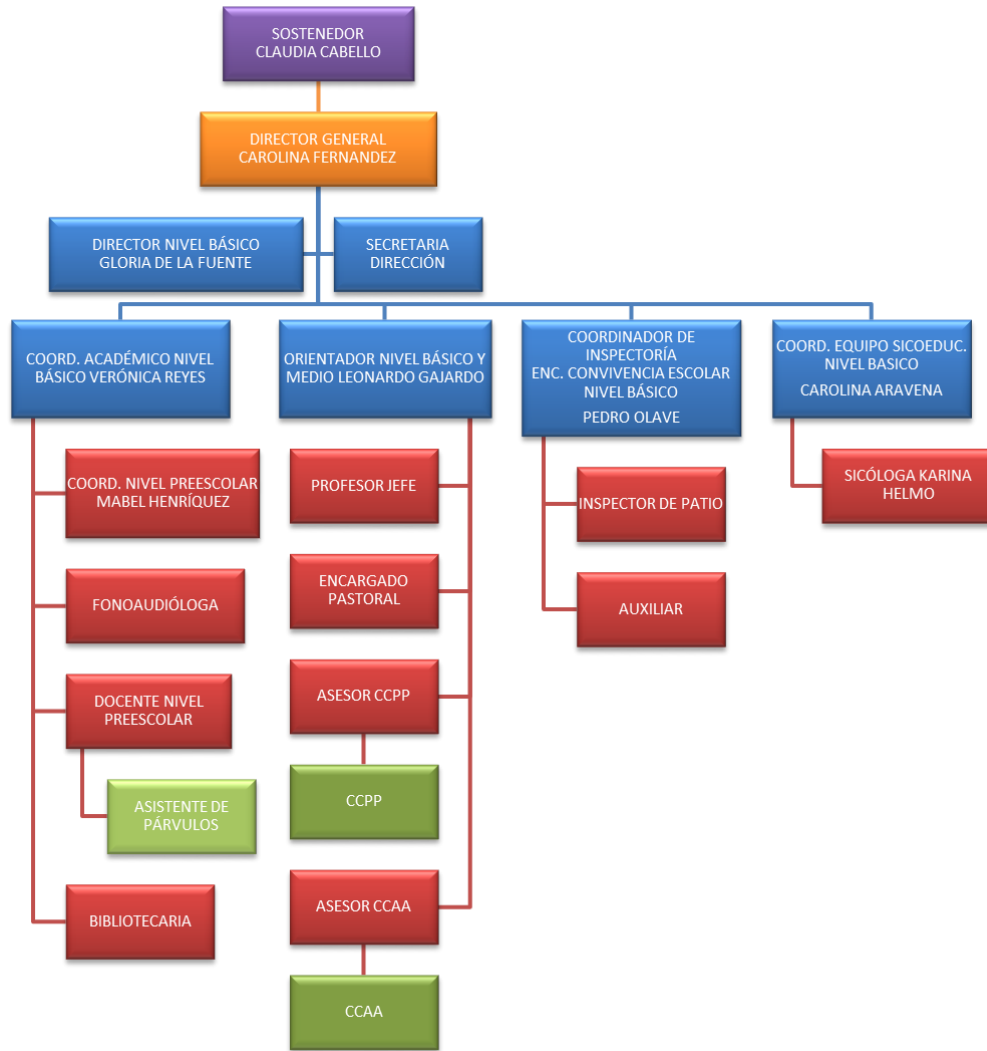 SOSTENEDOR
CLAUDIA CABELLO
DIRECTOR GENERAL
CAROLINA FERNANDEZ
DIRECTOR NIVEL BÁSICO
GLORIA DE LA FUENTE
SECRETARIA
DIRECCIÓN
COORD. ACADÉMICO NIVEL
BÁSICO VERÓNICA REYES
ORIENTADOR NIVEL BÁSICO Y
MEDIO LEONARDO GAJARDO
COORDINADOR DE
INSPECTORÍA
ENC. CONVIVENCIA ESCOLAR
NIVEL BÁSICO
PEDRO OLAVE
COORD. EQUIPO SICOEDUC.
NIVEL BASICO
CAROLINA ARAVENA
COORD. NIVEL PREESCOLAR
MABEL HENRÍQUEZ
FONOAUDIÓLOGA
DOCENTE NIVEL
PREESCOLAR
ASISTENTE DE
PÁRVULOS
BIBLIOTECARIA
PROFESOR JEFE
ENCARGADO
PASTORAL
ASESOR CCPP
CCPP
ASESOR CCAA
CCAA
INSPECTOR DE PATIO
AUXILIAR
SICÓLOGA KARINA
HELMO